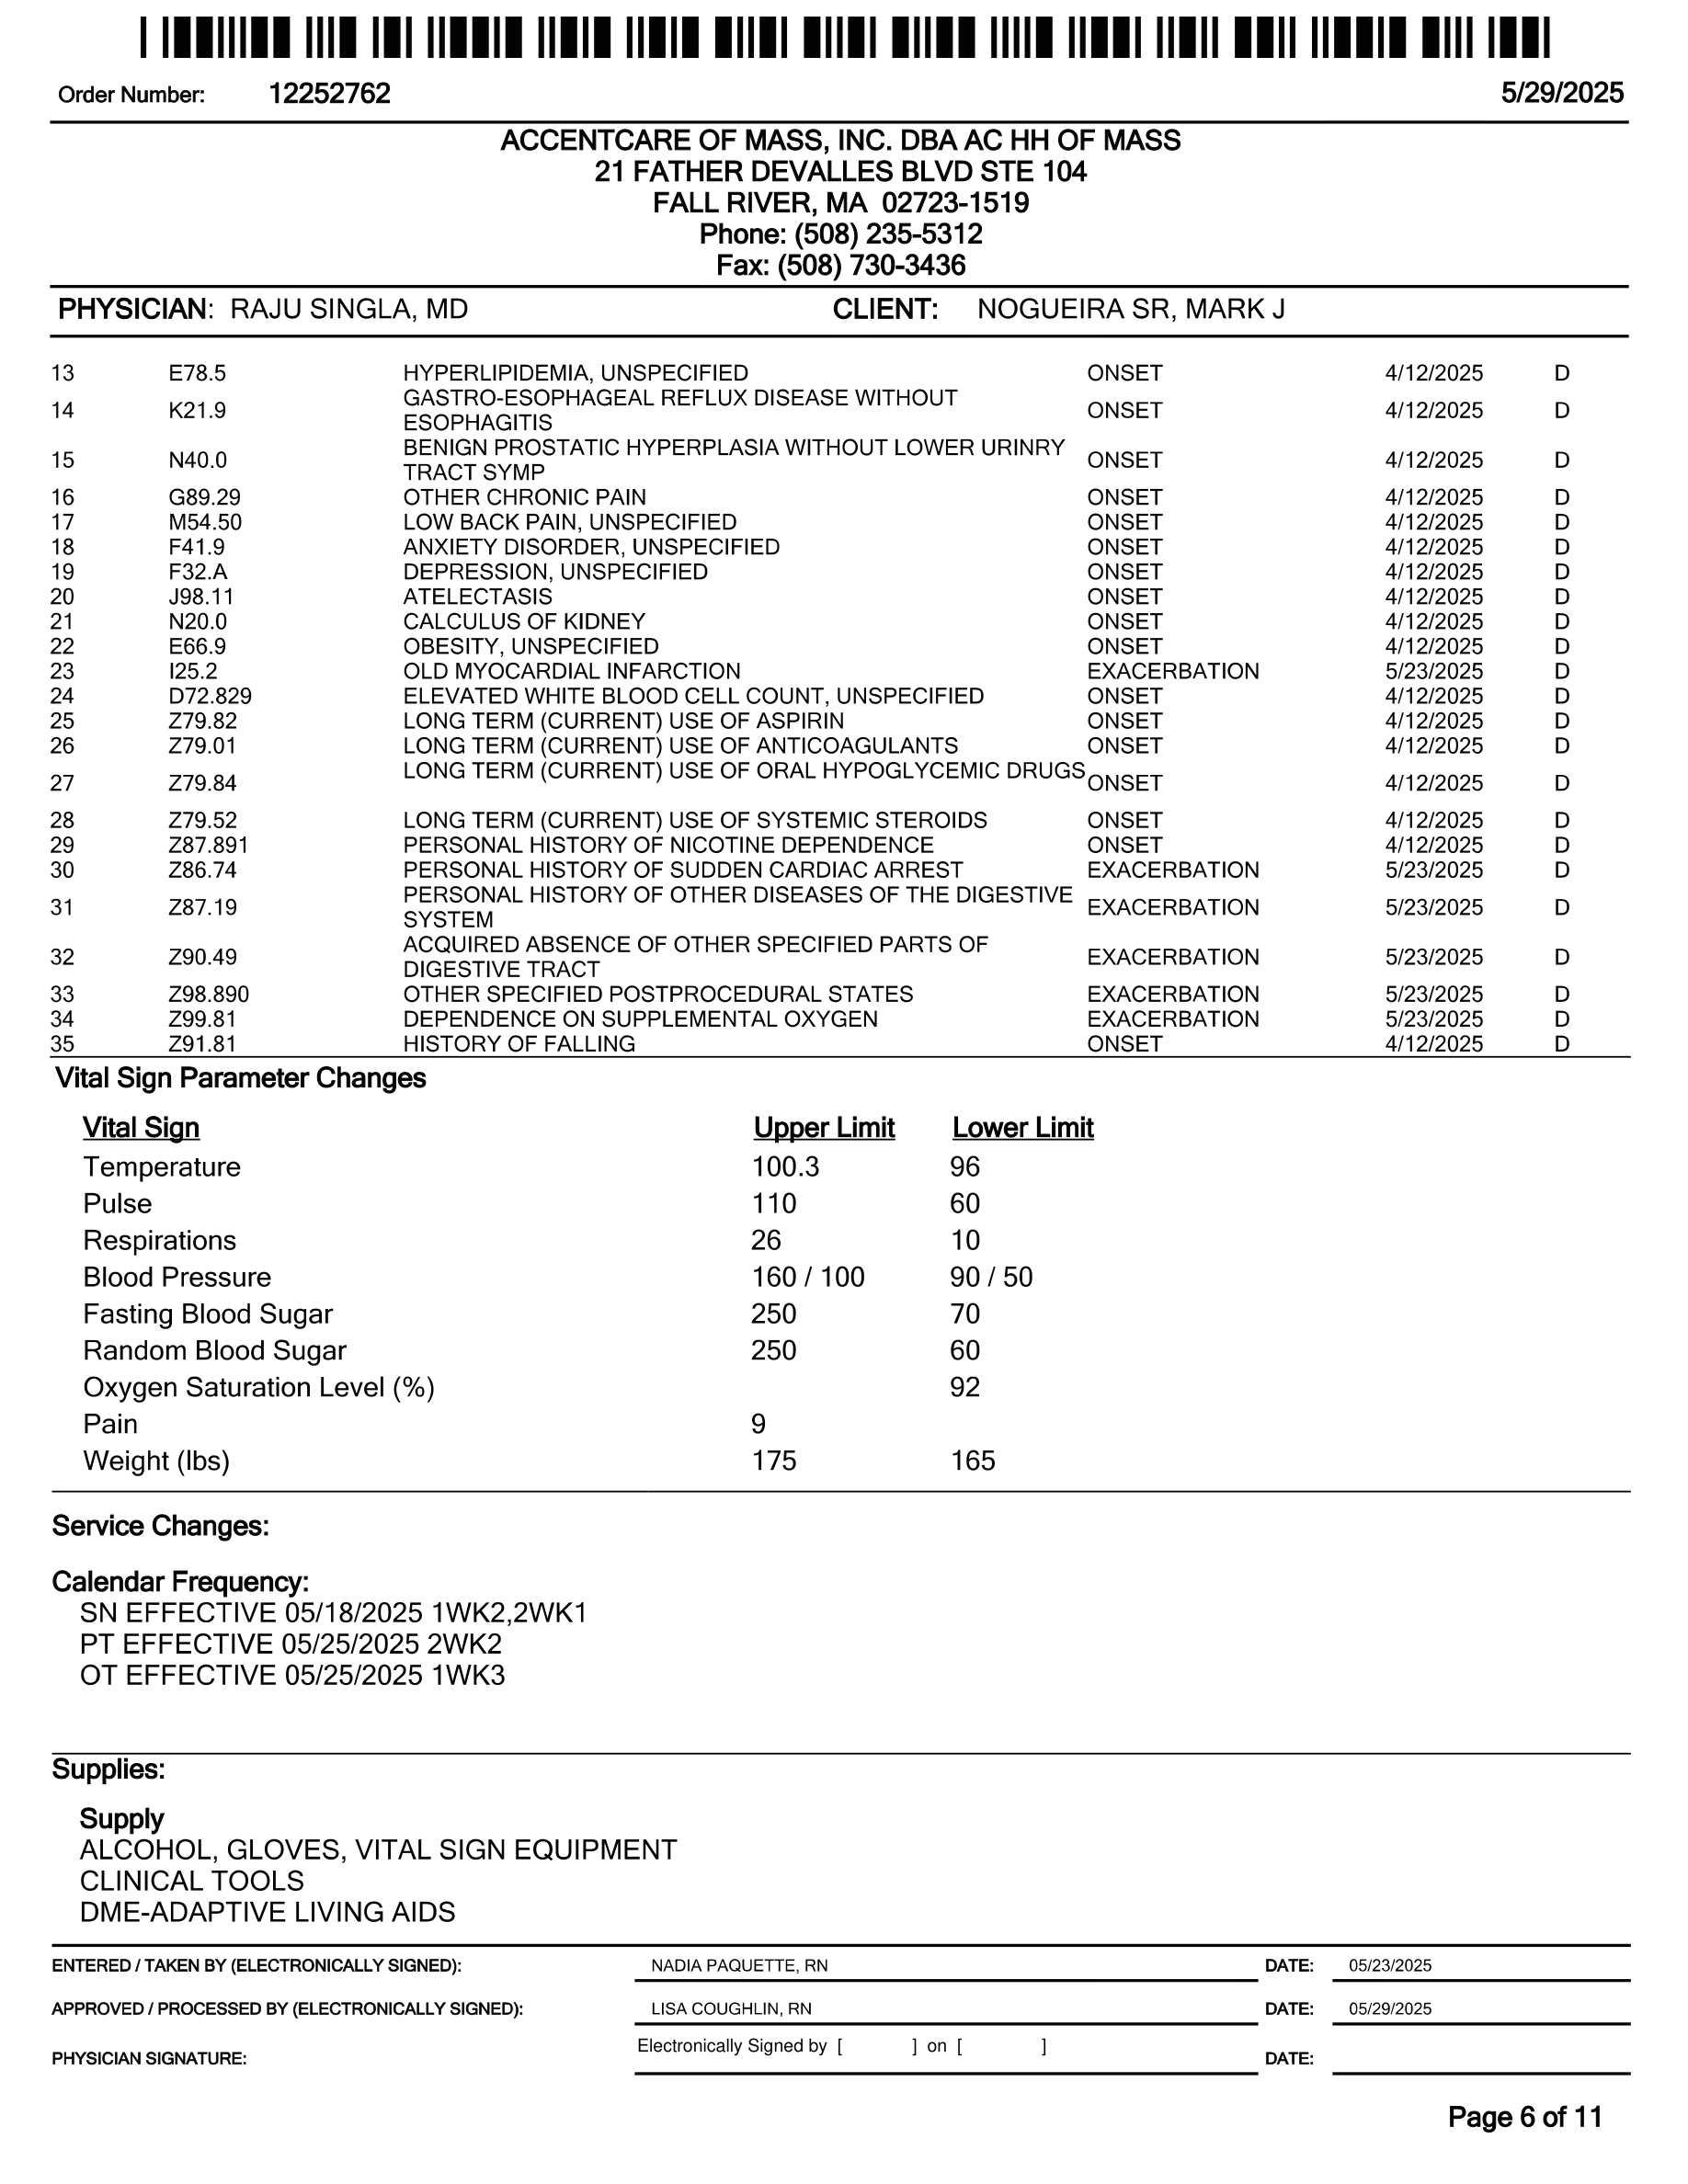 Order Number: 12252762 5/29/2025
ACCENTCARE OF MASS, INC. DBA AC HH OF MASS
21 FATHER DEVALLES BLVD STE 104
FALL RIVER, MA 02723-1519
Phone: (508) 235-5312
Fax: (508) 730-3436
PHYSICIAN: RAJU SINGLA, MD CLIENT: NOGUEIRA SR, MARK J
13 E78.5 HYPERLIPIDEMIA, UNSPECIFIED ONSET 4/12/2025 D
14 K21.9 GASTRO-ESOPHAGEAL REFLUX DISEASE WITHOUT
ESOPHAGITIS ONSET 4/12/2025 D
15 N40.0 BENIGN PROSTATIC HYPERPLASIA WITHOUT LOWER URINRY
TRACT SYMP ONSET 4/12/2025 D
16 G89.29 OTHER CHRONIC PAIN ONSET 4/12/2025 D
17 M54.50 LOW BACK PAIN, UNSPECIFIED ONSET 4/12/2025 D
18 F41.9 ANXIETY DISORDER, UNSPECIFIED ONSET 4/12/2025 D
19 F32.A DEPRESSION, UNSPECIFIED ONSET 4/12/2025 D
20 J98.11 ATELECTASIS ONSET 4/12/2025 D
21 N20.0 CALCULUS OF KIDNEY ONSET 4/12/2025 D
22 E66.9 OBESITY, UNSPECIFIED ONSET 4/12/2025 D
23 I25.2 OLD MYOCARDIAL INFARCTION EXACERBATION 5/23/2025 D
24 D72.829 ELEVATED WHITE BLOOD CELL COUNT, UNSPECIFIED ONSET 4/12/2025 D
25 Z79.82 LONG TERM (CURRENT) USE OF ASPIRIN ONSET 4/12/2025 D
26 Z79.01 LONG TERM (CURRENT) USE OF ANTICOAGULANTS ONSET 4/12/2025 D
27 Z79.84 LONG TERM (CURRENT) USE OF ORAL HYPOGLYCEMIC DRUGS ONSET 4/12/2025 D
28 Z79.52 LONG TERM (CURRENT) USE OF SYSTEMIC STEROIDS ONSET 4/12/2025 D
29 Z87.891 PERSONAL HISTORY OF NICOTINE DEPENDENCE ONSET 4/12/2025 D
30 Z86.74 PERSONAL HISTORY OF SUDDEN CARDIAC ARREST EXACERBATION 5/23/2025 D
31 Z87.19 PERSONAL HISTORY OF OTHER DISEASES OF THE DIGESTIVE
SYSTEM EXACERBATION 5/23/2025 D
32 Z90.49 ACQUIRED ABSENCE OF OTHER SPECIFIED PARTS OF
DIGESTIVE TRACT EXACERBATION 5/23/2025 D
33 Z98.890 OTHER SPECIFIED POSTPROCEDURAL STATES EXACERBATION 5/23/2025 D
34 Z99.81 DEPENDENCE ON SUPPLEMENTAL OXYGEN EXACERBATION 5/23/2025 D
35 Z91.81 HISTORY OF FALLING ONSET 4/12/2025 D
Vital Sign Parameter Changes
Vital Sign Upper Limit Lower Limit
Temperature 100.3 96
Pulse 110 60
Respirations 26 10
Blood Pressure 160 / 100 90 / 50
Fasting Blood Sugar 250 70
Random Blood Sugar 250 60
Oxygen Saturation Level (%) 92
Pain 9
Weight (lbs) 175 165
Service Changes:
Calendar Frequency:
SN EFFECTIVE 05/18/2025 1WK2,2WK1
PT EFFECTIVE 05/25/2025 2WK2
OT EFFECTIVE 05/25/2025 1WK3
Supplies:
Supply
ALCOHOL, GLOVES, VITAL SIGN EQUIPMENT
CLINICAL TOOLS
DME-ADAPTIVE LIVING AIDS
ENTERED / TAKEN BY (ELECTRONICALLY SIGNED): NADIA PAQUETTE, RN DATE: 05/23/2025
APPROVED / PROCESSED BY (ELECTRONICALLY SIGNED): LISA COUGHLIN, RN DATE: 05/29/2025
PHYSICIAN SIGNATURE: Electronically Signed by [ ] on [ ] DATE:
Page 6 of 11